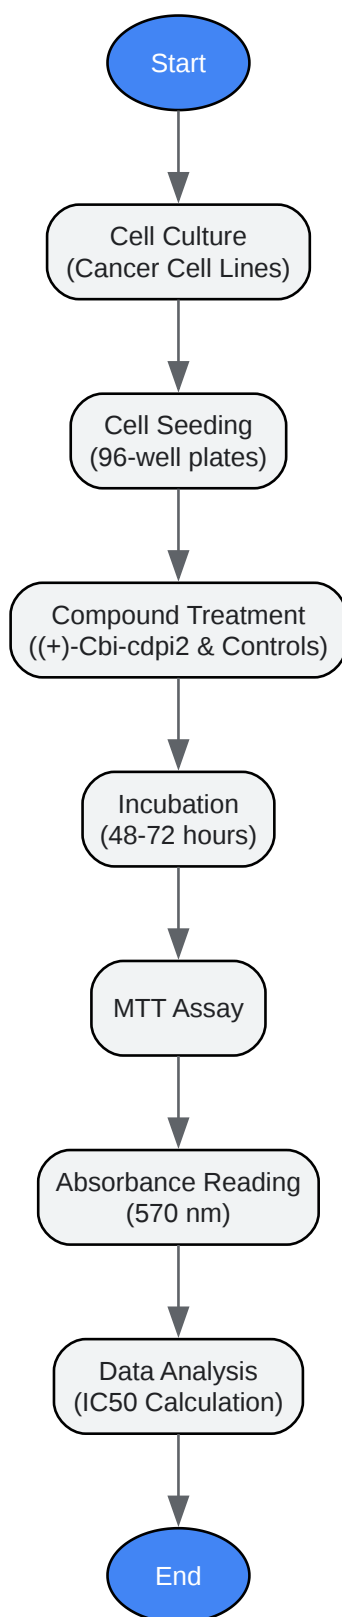 Start
Cell Culture
(Cancer Cell Lines)
Cell Seeding
(96-well plates)
Compound Treatment
((+)-Cbi-cdpi2 & Controls)
Incubation
(48-72 hours)
MTT Assay
Absorbance Reading
(570 nm)
Data Analysis
(IC50 Calculation)
End